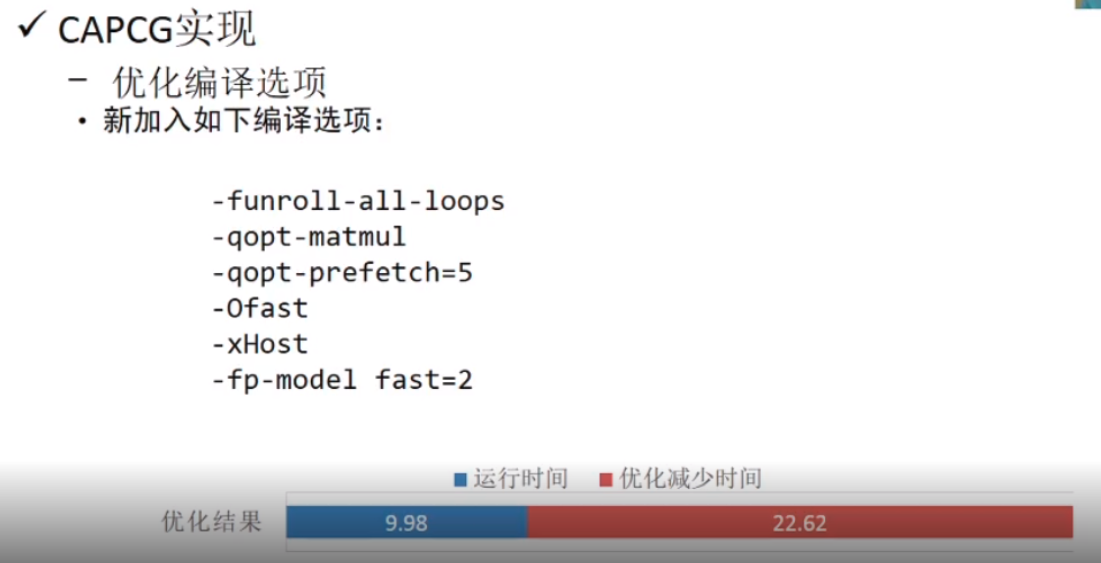 ✓ CAPCG实现
– 优化编译选项
• 新加入如下编译选项：
-funroll-all-loops
-qopt-matmul
-qopt-prefetch=5
-Ofast
-xHost
-fp-model fast=2
运行时间 优化减少时间
优化结果 9.98 22.62